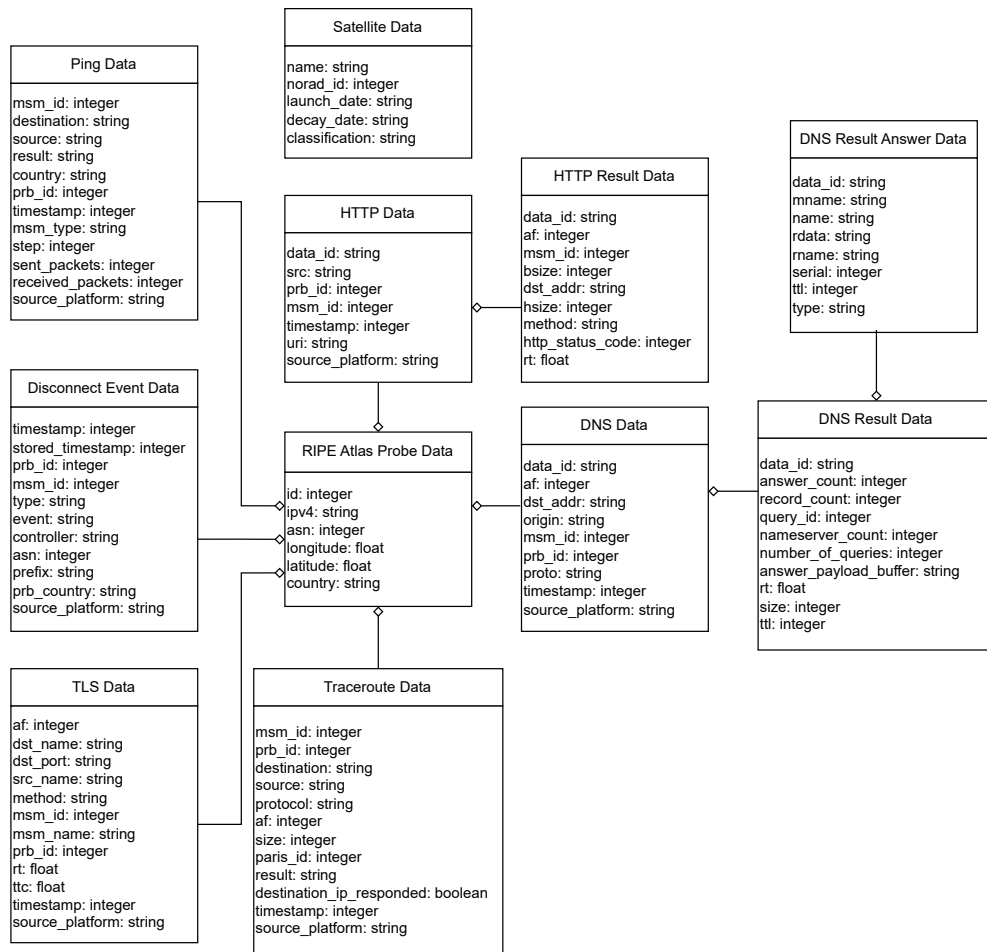 Satellite Data
name: string
norad_id: integer
launch_date: string
decay_date: string
classification: string
Ping Data
msm_id: integer
destination: string
source: string
result: string
country: string
prb_id: integer
timestamp: integer
msm_type: string
step: integer
sent_packets: integer
received_packets: integer
source_platform: string
HTTP Data
data_id: string
src: string
prb_id: integer
msm_id: integer
timestamp: integer
uri: string
source_platform: string
HTTP Result Data
data_id: string
af: integer
msm_id: integer
bsize: integer
dst_addr: string
hsize: integer
method: string
http_status_code: integer
rt: float
DNS Result Answer Data
data_id: string
mname: string
name: string
rdata: string
rname: string
serial: integer
ttl: integer
type: string
Disconnect Event Data
timestamp: integer
stored_timestamp: integer
prb_id: integer
msm_id: integer
type: string
event: string
controller: string
asn: integer
prefix: string
prb_country: string
source_platform: string
RIPE Atlas Probe Data
id: integer
ipv4: string
asn: integer
longitude: float
latitude: float
country: string
DNS Data
data_id: string
af: integer
dst_addr: string
origin: string
msm_id: integer
prb_id: integer
proto: string
timestamp: integer
source_platform: string
DNS Result Data
data_id: string
answer_count: integer
record_count: integer
query_id: integer
nameserver_count: integer
number_of_queries: integer
answer_payload_buffer: string
rt: float
size: integer
ttl: integer
TLS Data
af: integer
dst_name: string
dst_port: string
src_name: string
method: string
msm_id: integer
msm_name: string
prb_id: integer
rt: float
ttc: float
timestamp: integer
source_platform: string
Traceroute Data
msm_id: integer
prb_id: integer
destination: string
source: string
protocol: string
af: integer
size: integer
paris_id: integer
result: string
destination_ip_responded: boolean
timestamp: integer
source_platform: string